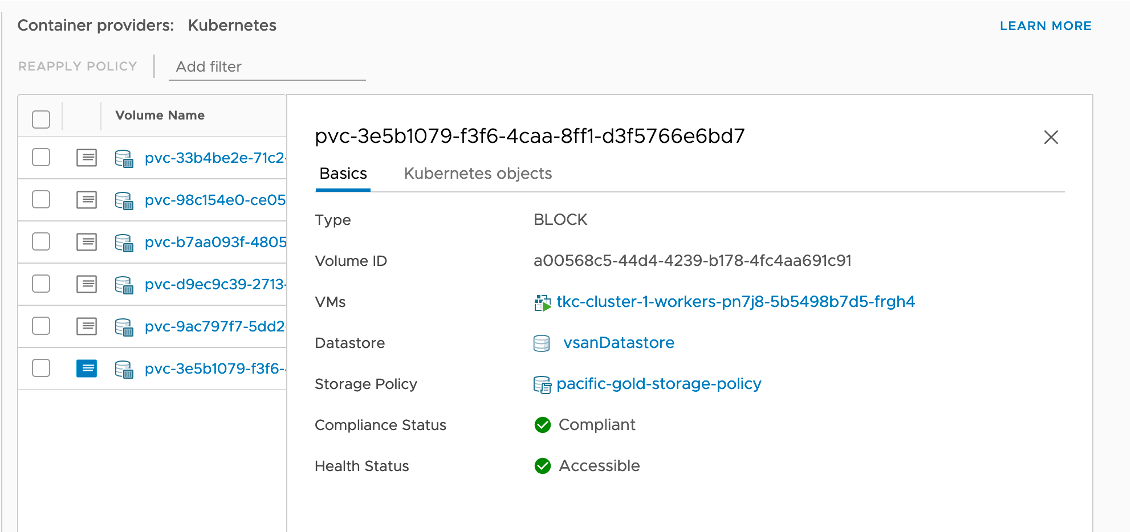 Container providers: Kubernetes
LEARN MORE
REAPPLY POLICY
Add filter
Volume Name
pvc-33b4be2e-71c2-
pvc-98c154e0-ce05
pvc-b7aa093f-4805
pvc-d9ec9c39-2713-
pvc-9ac797f7-5dd2
pvc-3e5b1079-f3f6-
pvc-3e5b1079-f3f6-4caa-8ff1-d3f5766e6bd7
Basics Kubernetes objects
Type BLOCK
Volume ID a00568c5-44d4-4239-b178-4fc4aa691c91
VMs tkc-cluster-1-workers-pn7j8-5b5498b7d5-frgh4
Datastore vsanDatastore
Storage Policy pacific-gold-storage-policy
Compliance Status Compliant
Health Status Accessible